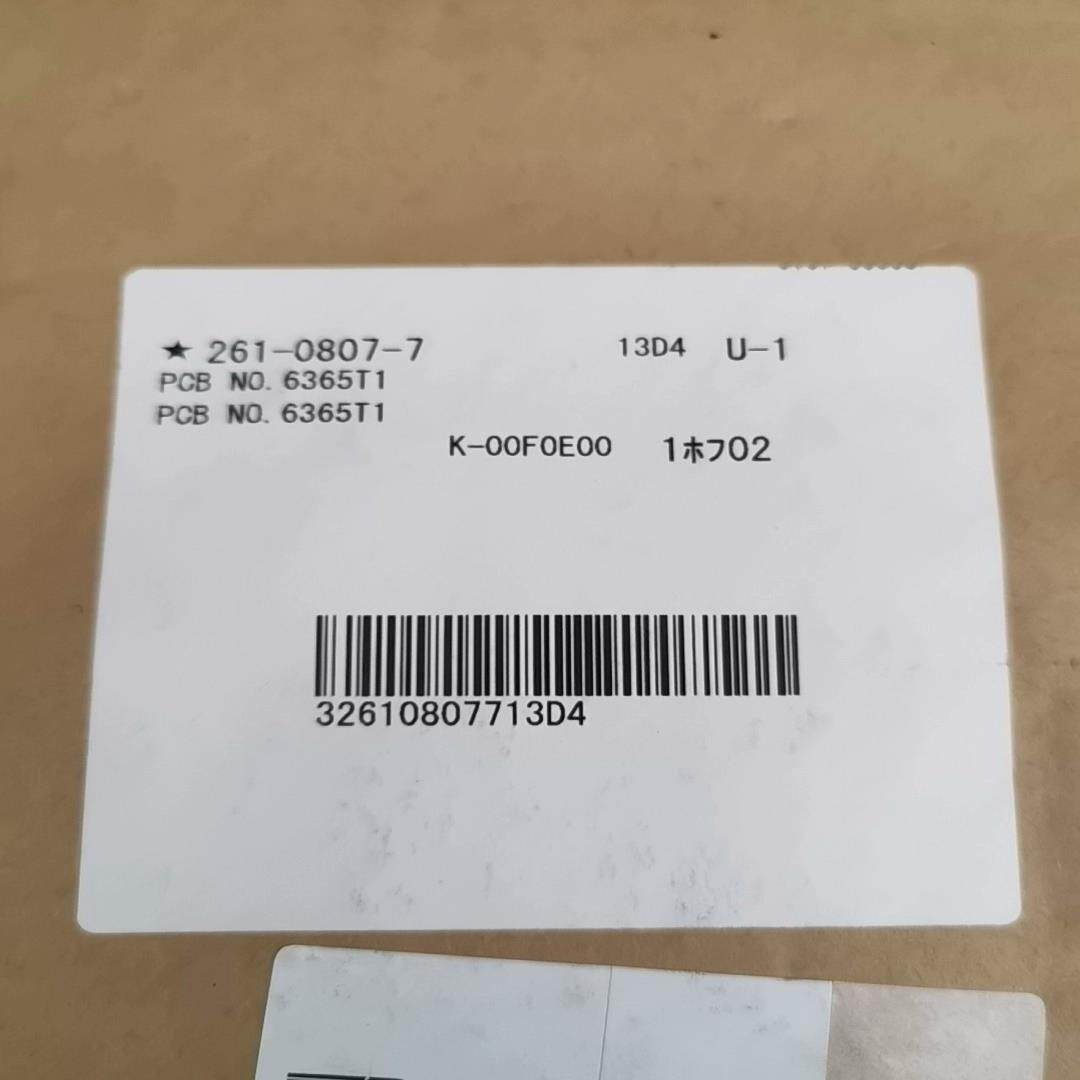 ★ 261-0807-7 13D4 U-1
PCB NO. 6365T1
PCB NO. 6365T1
K-00F0E00 1ホフ02
32610807713D4